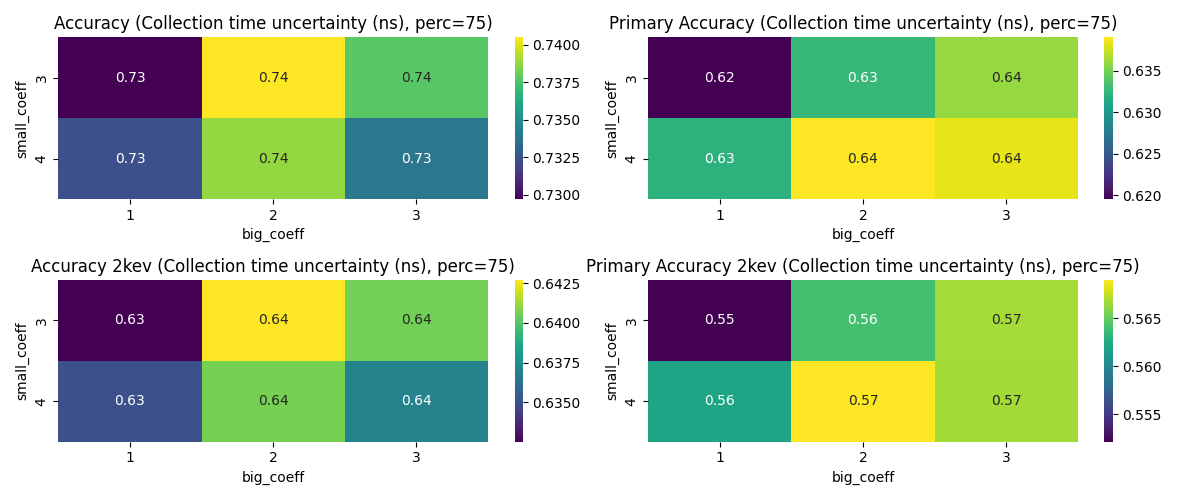 Accuracy (Collection time uncertainty (ns), perc=75)
small_coeff
3
4
0.73 0.74 0.74
0.73 0.74 0.73
1 2 3
big_coeff
0.7400
0.7375
0.7350
0.7325
0.7300
Primary Accuracy (Collection time uncertainty (ns), perc=75)
small_coeff
3
4
0.62 0.63 0.64
0.63 0.64 0.64
1 2 3
big_coeff
0.635
0.630
0.625
0.620
Accuracy 2kev (Collection time uncertainty (ns), perc=75)
small_coeff
3
4
0.63 0.64 0.64
0.63 0.64 0.64
1 2 3
big_coeff
0.6425
0.6400
0.6375
0.6350
Primary Accuracy 2kev (Collection time uncertainty (ns), perc=75)
small_coeff
3
4
0.55 0.56 0.57
0.56 0.57 0.57
1 2 3
big_coeff
0.565
0.560
0.555